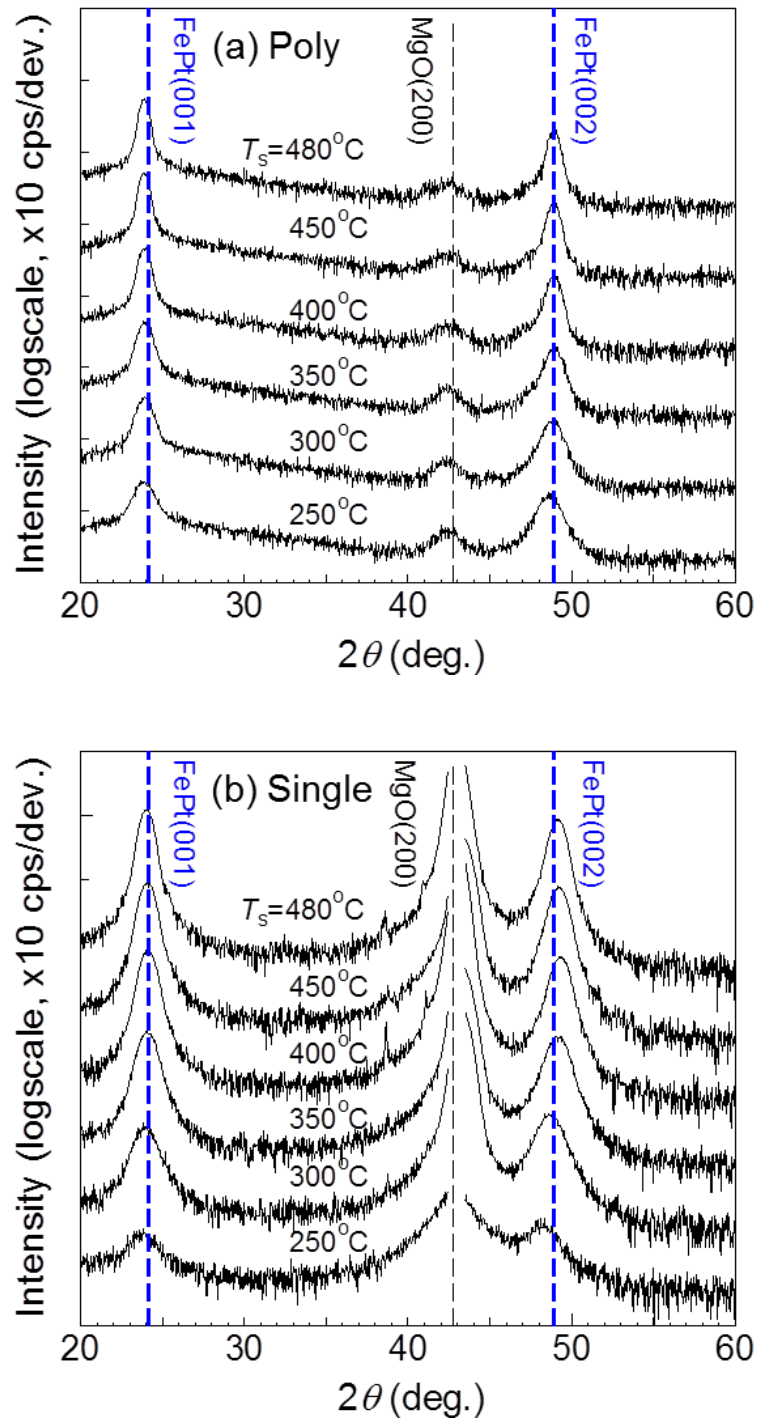 (a) Poly
FePt(001)
MgO(200)
FePt(002)
Tₛ=480°C
450°C
400°C
350°C
300°C
250°C
Intensity (logscale, x10 cps/dev.)
20 30 40 50 60
2θ (deg.)
(b) Single
FePt(001)
MgO(200)
FePt(002)
Tₛ=480°C
450°C
400°C
350°C
300°C
250°C
Intensity (logscale, x10 cps/dev.)
20 30 40 50 60
2θ (deg.)